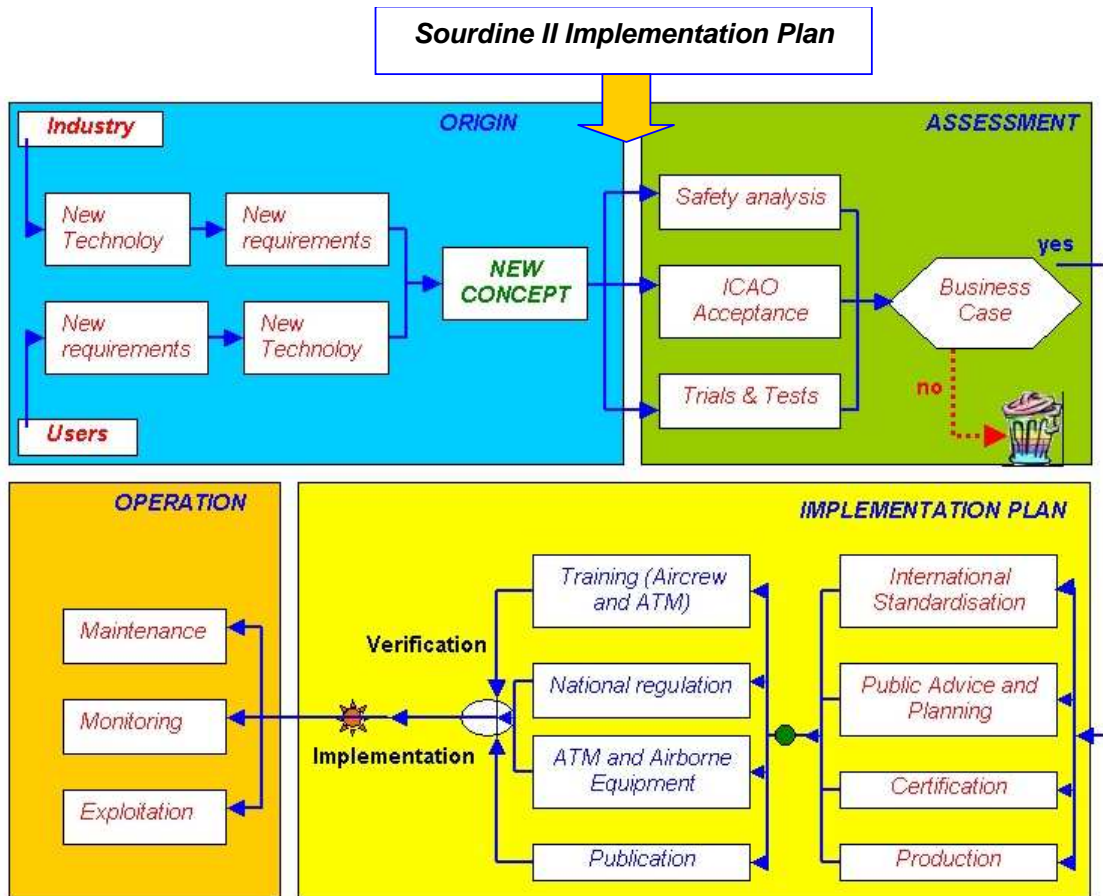 Sourdine II Implementation Plan
ORIGIN
Industry
New
Technoloy
New
requirements
New
requirements
New
Technoloy
Users
NEW
CONCEPT
ASSESSMENT
Safety analysis
ICAO
Acceptance
Trials & Tests
Business
Case
yes
no
OPERATION
Maintenance
Monitoring
Exploitation
IMPLEMENTATION PLAN
Training (Aircrew
and ATM)
Verification
National regulation
Implementation
ATM and Airborne
Equipment
Publication
International
Standardisation
Public Advice and
Planning
Certification
Production